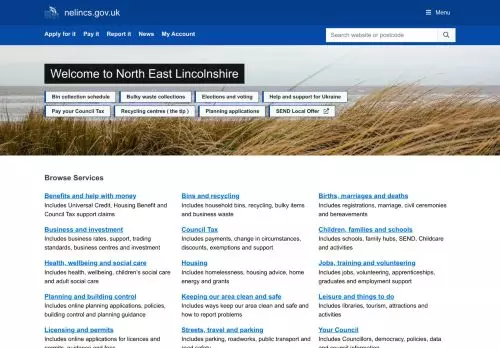 nelincs.gov.uk
Menu
Apply for it Pay it Report it News My Account
Search website or postcode
Welcome to North East Lincolnshire
Bin collection schedule Bulky waste collections Elections and voting Help and support for Ukraine
Pay your Council Tax Recycling centres ( the tip ) Planning applications SEND Local Offer
Browse Services
Benefits and help with money Bins and recycling Births, marriages and deaths
Includes Universal Credit, Housing Benefit and Includes household bins, recycling, bulky items Includes registrations, marriage, civil ceremonies
Council Tax support claims and business waste and bereavements
Business and investment Council Tax Children, families and schools
Includes business rates, support, trading Includes payments, change in circumstances, Includes schools, family hubs, SEND, Childcare
standards, business centres and investment discounts, exemptions and support and activities
Health, wellbeing and social care Housing Jobs, training and volunteering
Includes health, wellbeing, children's social care Includes homelessness, housing advice, home Includes jobs, volunteering, apprenticeships,
and adult social care energy and grants graduates and employment support
Planning and building control Keeping our area clean and safe Leisure and things to do
Includes online planning applications, policies, Includes ways keep our area clean and safe and Includes libraries, tourism, attractions and
building control and planning guidance how to report problems activities
Licensing and permits Streets, travel and parking Your Council
Includes online applications for licences and Includes parking, roadworks, public transport and Includes Councillors, democracy, policies, data